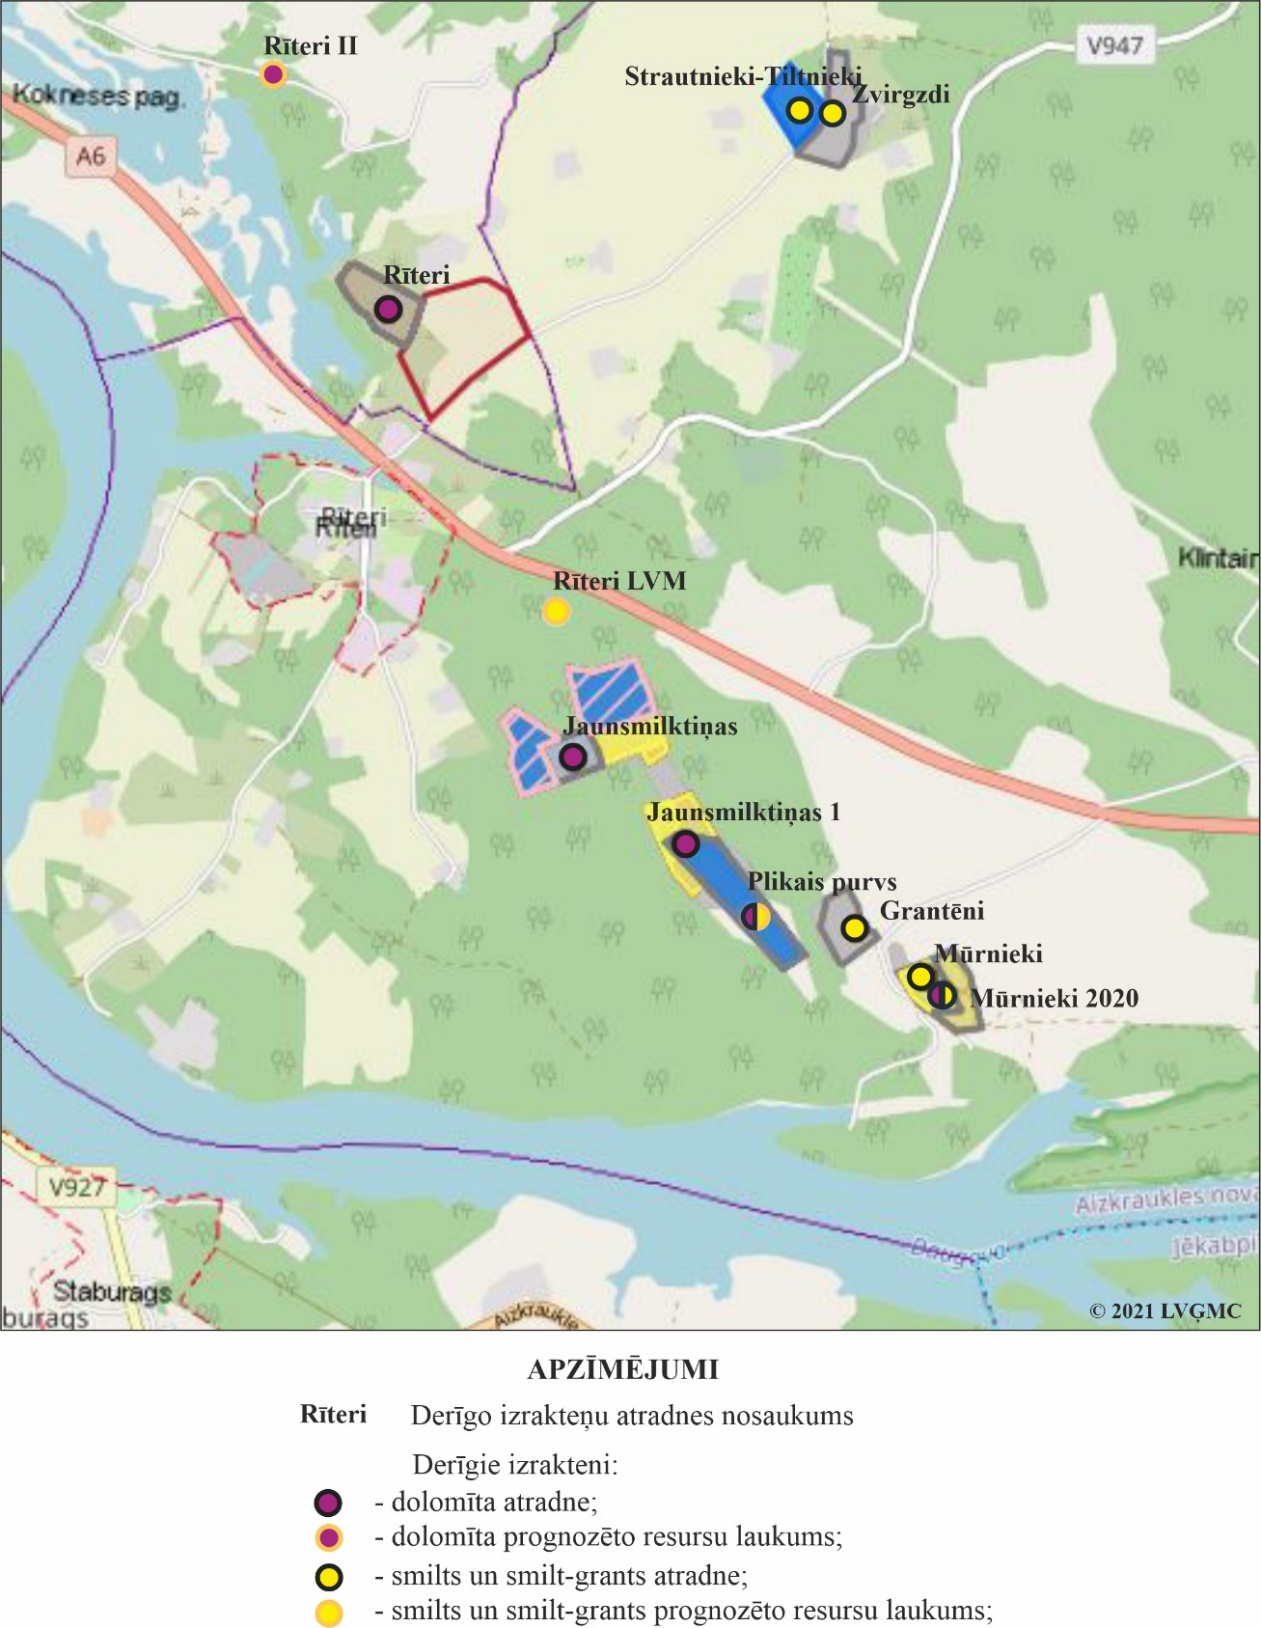 Rīteri II
V947
Strautnieki-Tiltnieki
Zvirgzdi
Kokneses pag.
A6
Rīteri
Rīteri
Rīteri
Klintain
Rīteri LVM
Jaunsmilktiņas
Jaunsmilktiņas 1
Plikais purvs
Grantēni
Mūrnieki
Mūrnieki 2020
V927
Aizkraukles nova
Daugava
Jēkabpi
Staburags
burags
Aizkraukle
© 2021 LVĢMC
APZĪMĒJUMI
Rīteri Derīgo izrakteņu atradnes nosaukums
Derīgie izrakteni:
- dolomīta atradne;
- dolomīta prognozēto resursu laukums;
- smilts un smilt-grants atradne;
- smilts un smilt-grants prognozēto resursu laukums;